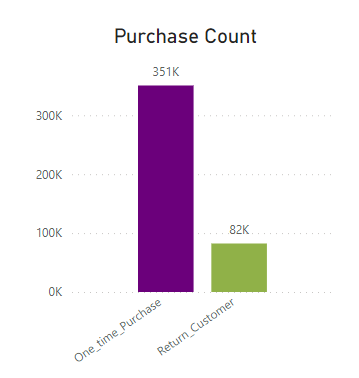 Purchase Count
351K
300K
200K
82K
100K
0K
One_time_Purchase
Return_Customer